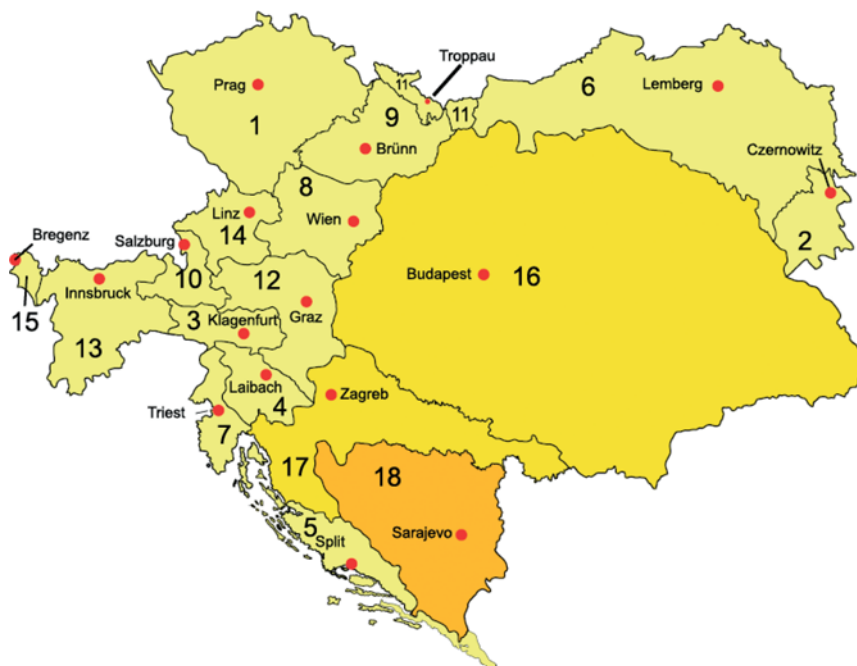 Troppau
11
6
Lemberg
Prag
9
11
1
Brünn
Czernowitz
8
Linz
Wien
14
Bregenz
Salzburg
2
12
Budapest
16
10
Innsbruck
15
3
Klagenfurt
Graz
13
Laibach
Zagreb
4
Triest
7
17
18
5
Split
Sarajevo